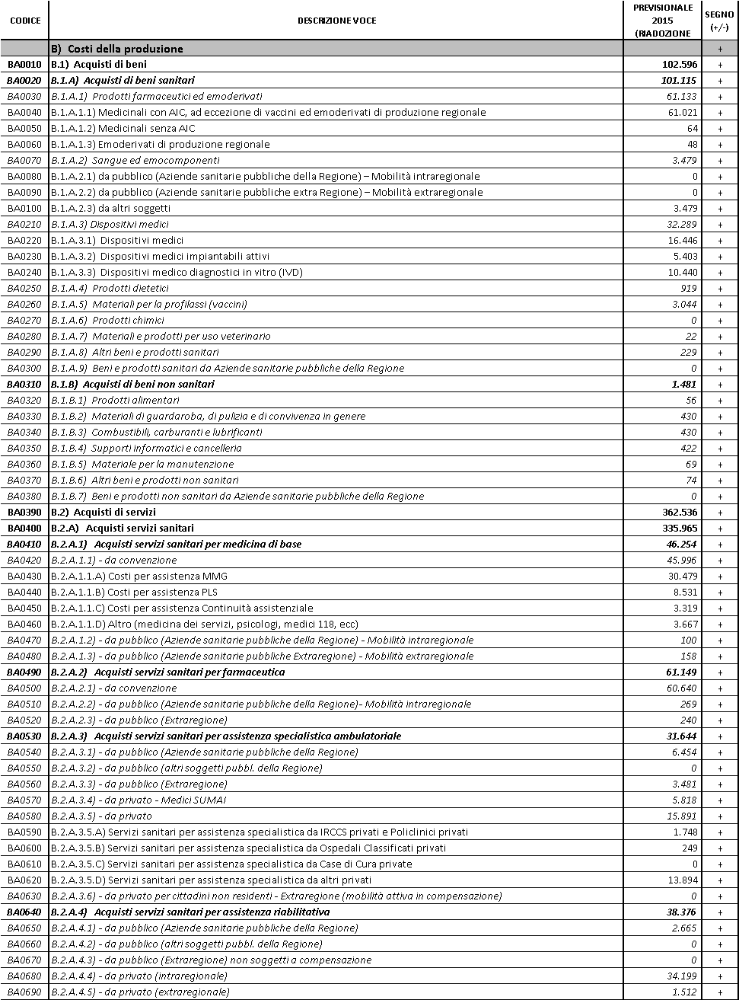 CODICE DESCRIZIONE VOCE PREVISIONALE 2015 (RIADOZIONE SEGNO (+/-)
B) Costi della produzione +
BA0010 B.1) Acquisti di beni 102.596 +
BA0020 B.1.A) Acquisti di beni sanitari 101.115 +
BA0030 B.1.A.1) Prodotti farmaceutici ed emoderivati 61.133 +
BA0040 B.1.A.1.1) Medicinali con AIC, ad eccezione di vaccini ed emoderivati di produzione regionale 61.021 +
BA0050 B.1.A.1.2) Medicinali senza AIC 64 +
BA0060 B.1.A.1.3) Emoderivati di produzione regionale 48 +
BA0070 B.1.A.2) Sangue ed emocomponenti 3.479 +
BA0080 B.1.A.2.1) da pubblico (Aziende sanitarie pubbliche della Regione) – Mobilità intraregionale 0 +
BA0090 B.1.A.2.2) da pubblico (Aziende sanitarie pubbliche extra Regione) – Mobilità extraregionale 0 +
BA0100 B.1.A.2.3) da altri soggetti 3.479 +
BA0210 B.1.A.3) Dispositivi medici 32.289 +
BA0220 B.1.A.3.1) Dispositivi medici 16.446 +
BA0230 B.1.A.3.2) Dispositivi medici impiantabili attivi 5.403 +
BA0240 B.1.A.3.3) Dispositivi medico diagnostici in vitro (IVD) 10.440 +
BA0250 B.1.A.4) Prodotti dietetici 919 +
BA0260 B.1.A.5) Materiali per la profilassi (vaccini) 3.044 +
BA0270 B.1.A.6) Prodotti chimici 0 +
BA0280 B.1.A.7) Materiali e prodotti per uso veterinario 22 +
BA0290 B.1.A.8) Altri beni e prodotti sanitari 229 +
BA0300 B.1.A.9) Beni e prodotti sanitari da Aziende sanitarie pubbliche della Regione 0 +
BA0310 B.1.B) Acquisti di beni non sanitari 1.481 +
BA0320 B.1.B.1) Prodotti alimentari 56 +
BA0330 B.1.B.2) Materiali di guardaroba, di pulizia e di convivenza in genere 430 +
BA0340 B.1.B.3) Combustibili, carburanti e lubrificanti 430 +
BA0350 B.1.B.4) Supporti informatici e cancelleria 422 +
BA0360 B.1.B.5) Materiale per la manutenzione 69 +
BA0370 B.1.B.6) Altri beni e prodotti non sanitari 74 +
BA0380 B.1.B.7) Beni e prodotti non sanitari da Aziende sanitarie pubbliche della Regione 0 +
BA0390 B.2) Acquisti di servizi 362.536 +
BA0400 B.2.A) Acquisti servizi sanitari 335.965 +
BA0410 B.2.A.1) Acquisti servizi sanitari per medicina di base 46.254 +
BA0420 B.2.A.1.1) - da convenzione 45.996 +
BA0430 B.2.A.1.1.A) Costi per assistenza MMG 30.479 +
BA0440 B.2.A.1.1.B) Costi per assistenza PLS 8.531 +
BA0450 B.2.A.1.1.C) Costi per assistenza Continuità assistenziale 3.319 +
BA0460 B.2.A.1.1.D) Altro (medicina dei servizi, psicologi, medici 118, ecc) 3.667 +
BA0470 B.2.A.1.2) - da pubblico (Aziende sanitarie pubbliche della Regione) - Mobilità intraregionale 100 +
BA0480 B.2.A.1.3) - da pubblico (Aziende sanitarie pubbliche Extraregione) - Mobilità extraregionale 158 +
BA0490 B.2.A.2) Acquisti servizi sanitari per farmaceutica 61.149 +
BA0500 B.2.A.2.1) - da convenzione 60.640 +
BA0510 B.2.A.2.2) - da pubblico (Aziende sanitarie pubbliche della Regione)- Mobilità intraregionale 269 +
BA0520 B.2.A.2.3) - da pubblico (Extraregione) 240 +
BA0530 B.2.A.3) Acquisti servizi sanitari per assistenza specialistica ambulatoriale 31.644 +
BA0540 B.2.A.3.1) - da pubblico (Aziende sanitarie pubbliche della Regione) 6.454 +
BA0550 B.2.A.3.2) - da pubblico (altri soggetti pubbl. della Regione) 0 +
BA0560 B.2.A.3.3) - da pubblico (Extraregione) 3.481 +
BA0570 B.2.A.3.4) - da privato - Medici SUMAI 5.818 +
BA0580 B.2.A.3.5) - da privato 15.891 +
BA0590 B.2.A.3.5.A) Servizi sanitari per assistenza specialistica da IRCCS privati e Policlinici privati 1.748 +
BA0600 B.2.A.3.5.B) Servizi sanitari per assistenza specialistica da Ospedali Classificati privati 249 +
BA0610 B.2.A.3.5.C) Servizi sanitari per assistenza specialistica da Case di Cura private 0 +
BA0620 B.2.A.3.5.D) Servizi sanitari per assistenza specialistica da altri privati 13.894 +
BA0630 B.2.A.3.6) - da privato per cittadini non residenti - Extraregione (mobilità attiva in compensazione) 0 +
BA0640 B.2.A.4) Acquisti servizi sanitari per assistenza riabilitativa 38.376 +
BA0650 B.2.A.4.1) - da pubblico (Aziende sanitarie pubbliche della Regione) 2.665 +
BA0660 B.2.A.4.2) - da pubblico (altri soggetti pubbl. della Regione) 0 +
BA0670 B.2.A.4.3) - da pubblico (Extraregione) non soggetti a compensazione 0 +
BA0680 B.2.A.4.4) - da privato (intraregionale) 34.199 +
BA0690 B.2.A.4.5) - da privato (extraregionale) 1.512 +